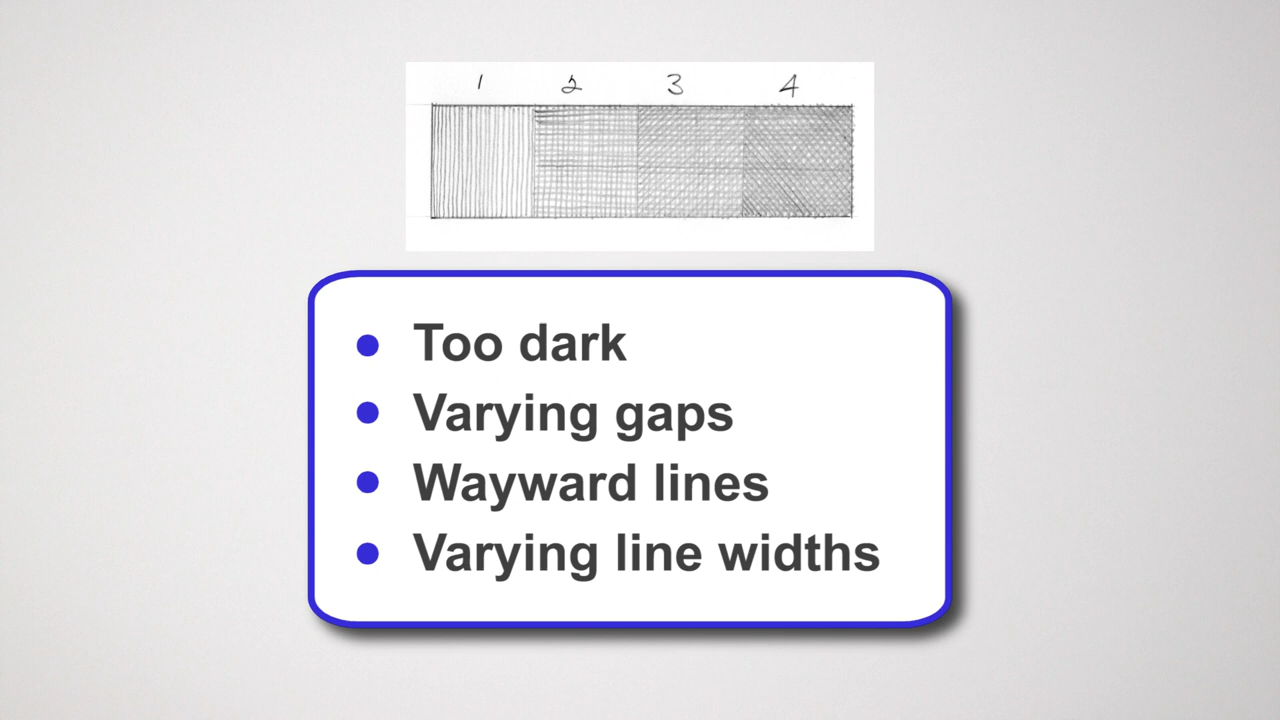 1 2 3 4
Too dark
Varying gaps
Wayward lines
Varying line widths